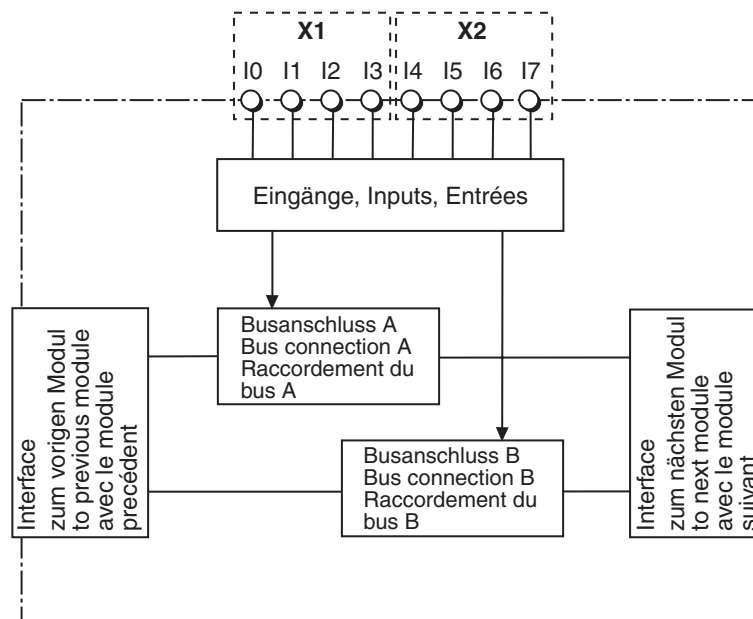 X1 X2
I0 I1 I2 I3 I4 I5 I6 I7
Eingänge, Inputs, Entrées
Busanschluss A
Bus connection A
Raccordement du
bus A
Busanschluss B
Bus connection B
Raccordement du
bus B
Interface
zum vorigen Modul
to previous module
avec le module
precédent
Interface
zum nächsten Modul
to next module
avec le module
suivant